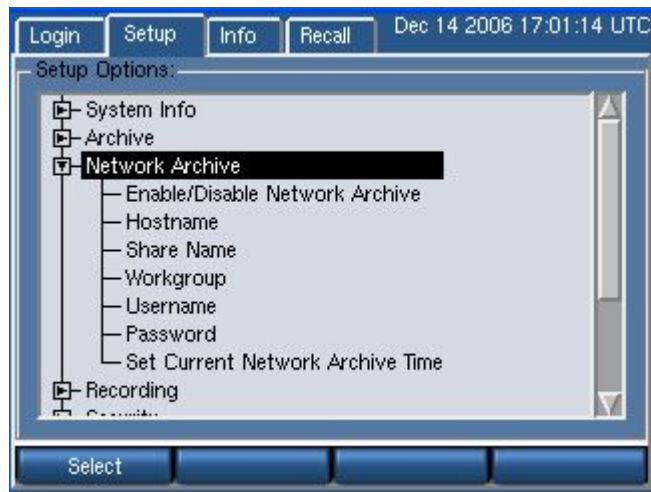 Login Setup Info Recall Dec 14 2006 17:01:14 UTC
Setup Options:
System Info
Archive
Network Archive
Enable/Disable Network Archive
Hostname
Share Name
Workgroup
Username
Password
Set Current Network Archive Time
Recording
Security
Select